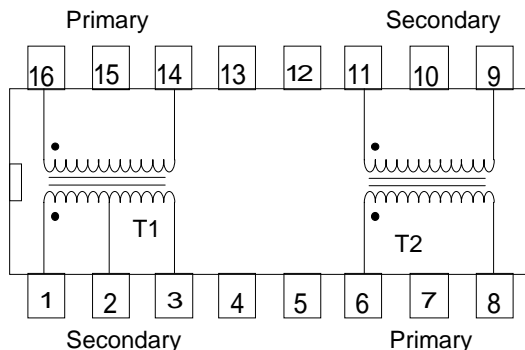 Primary Secondary
16 15 14 13 12 11 10 9
T1 T2
1 2 3 4 5 6 7 8
Secondary Primary